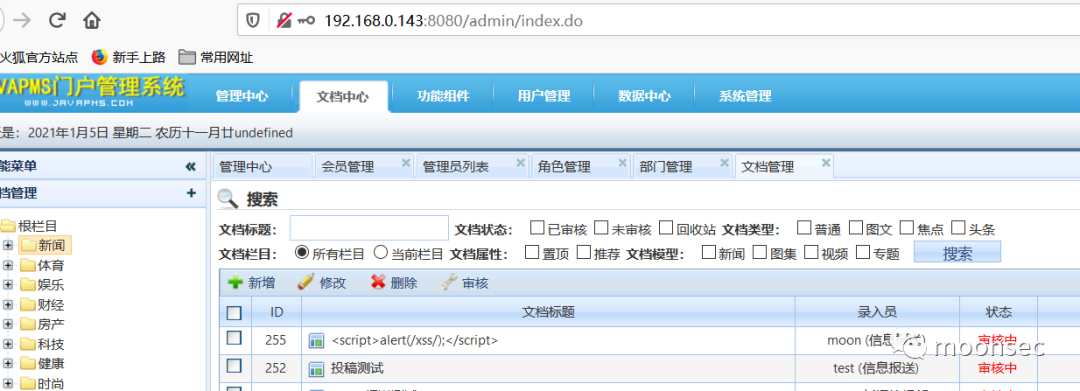 192.168.0.143:8080/admin/index.do
火狐官方站点 新手上路 常用网址
VAPMS门户管理系统
WWW.JAVAPMS.COM
管理中心 文档中心 功能组件 用户管理 数据中心 系统管理
是： 2021年1月5日 星期二 农历十一月廿undefined
能菜单 «
管理中心 会员管理 × 管理员列表 × 角色管理 × 部门管理 × 文档管理 ×
档管理 +
搜索
文档标题： 文档状态： 已审核 未审核 回收站 文档类型： 普通 图文 焦点 头条
文档栏目： 所有栏目 当前栏目 文档属性： 置顶 推荐 文档模型： 新闻 图集 视频 专题 搜索
新增 修改 删除 审核
ID 文档标题 录入员 状态
255 <script>alert(/xss/);</script> moon (信息报送) 审核中
252 投稿测试 test (信息报送) 审核中
根栏目
新闻
体育
娱乐
财经
房产
科技
健康
时尚
moonsec